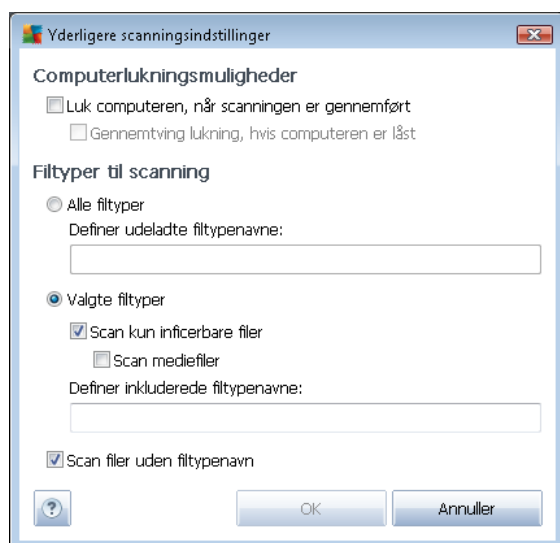 Yderligere scanningsindstillinger
Computerlukningsmuligheder
Luk computeren, når scanningen er gennemført
Gennemtving lukning, hvis computeren er låst
Filtyper til scanning
Alle filtyper
Definer udeladte filtypenavne:
Valgte filtyper
Scan kun inficerbare filer
Scan mediefiler
Definer inkluderede filtypenavne:
Scan filer uden filtypenavn
? OK Annuller